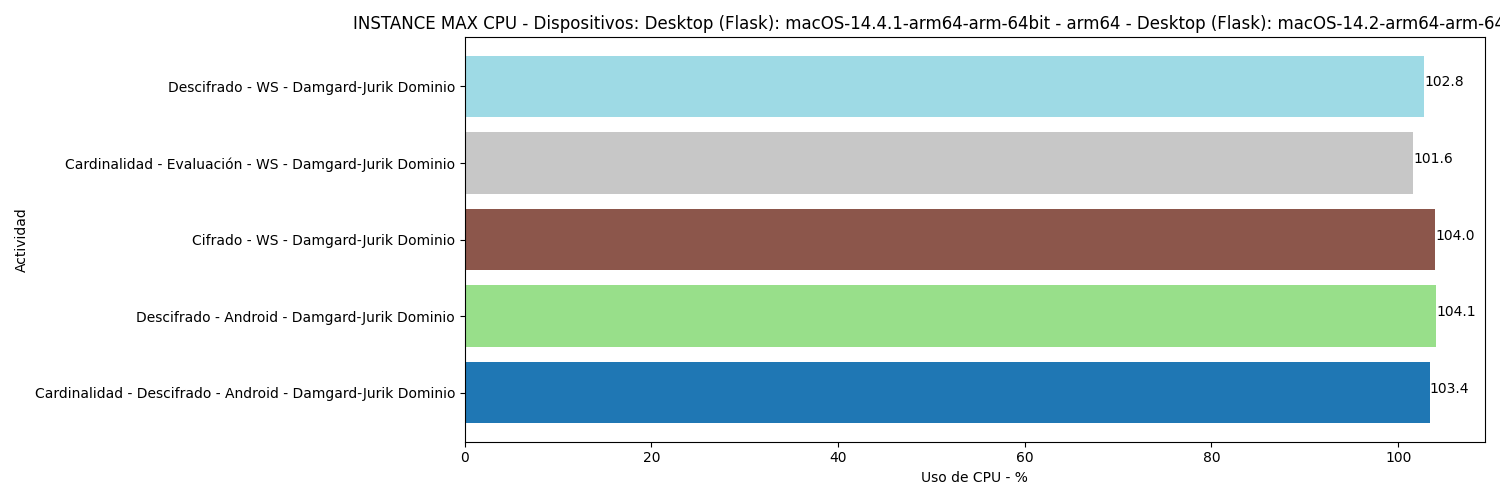 INSTANCE MAX CPU - Dispositivos: Desktop (Flask): macOS-14.4.1-arm64-arm-64bit - arm64 - Desktop (Flask): macOS-14.2-arm64-arm-64
Descifrado - WS - Damgard-Jurik Dominio
102.8
Cardinalidad - Evaluación - WS - Damgard-Jurik Dominio
101.6
Cifrado - WS - Damgard-Jurik Dominio
104.0
Descifrado - Android - Damgard-Jurik Dominio
104.1
Cardinalidad - Descifrado - Android - Damgard-Jurik Dominio
103.4
Actividad
0 20 40 60 80 100
Uso de CPU - %